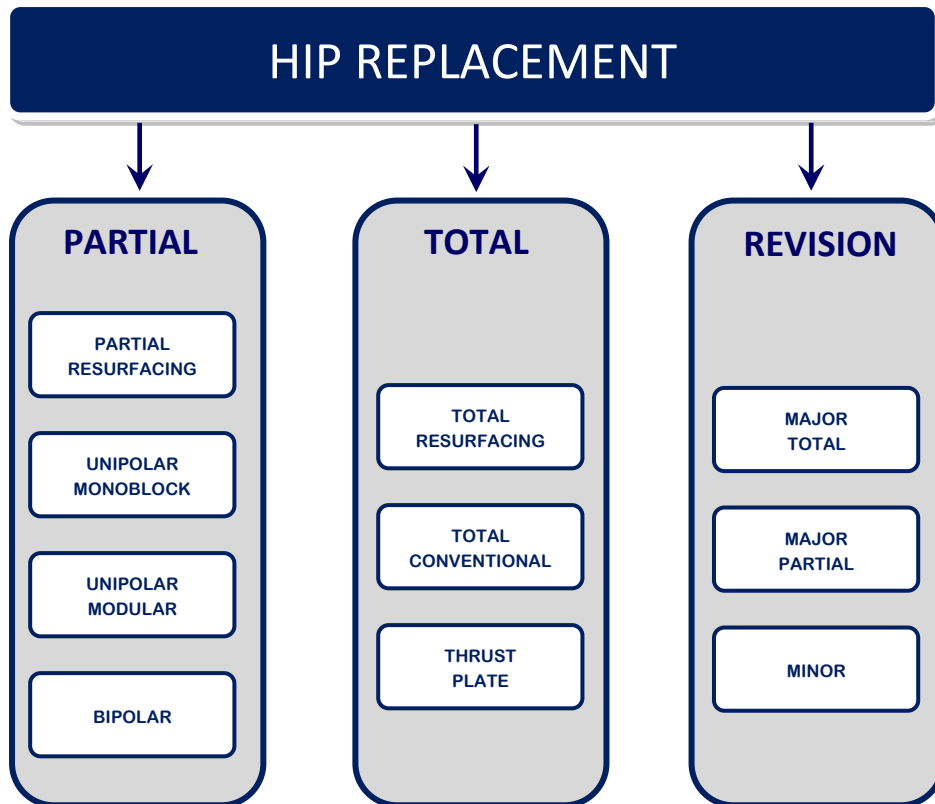 HIP REPLACEMENT
PARTIAL
PARTIAL
RESURFACING
UNIPOLAR
MONOBLOCK
UNIPOLAR
MODULAR
BIPOLAR
TOTAL
TOTAL
RESURFACING
TOTAL
CONVENTIONAL
THRUST
PLATE
REVISION
MAJOR
TOTAL
MAJOR
PARTIAL
MINOR